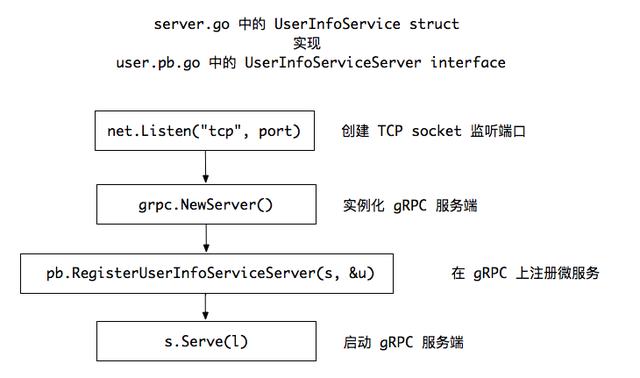 server.go 中的 UserInfoService struct
实现
user.pb.go 中的 UserInfoServiceServer interface
net.Listen("tcp", port) 创建 TCP socket 监听端口
grpc.NewServer() 实例化 gRPC 服务端
pb.RegisterUserInfoServiceServer(s, &u) 在 gRPC 上注册微服务
s.Serve(l) 启动 gRPC 服务端